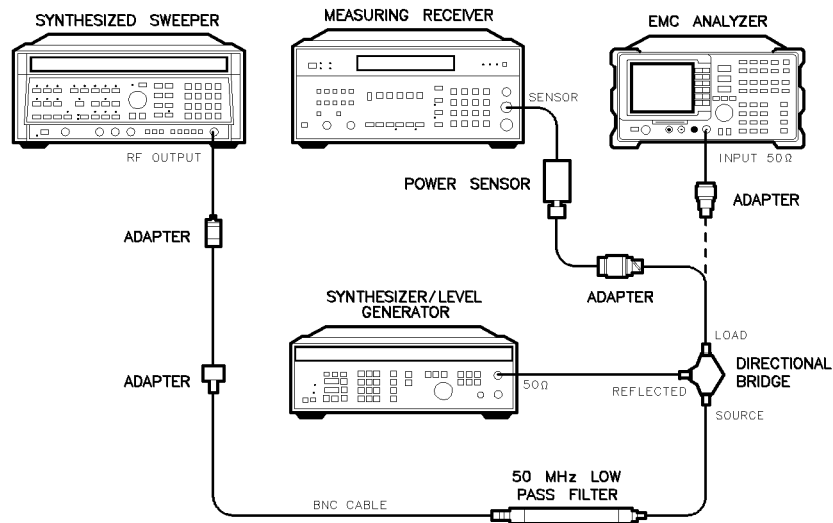 SYNTHESIZED SWEEPER
MEASURING RECEIVER
EMC ANALYZER
SENSOR
RF OUTPUT
INPUT 50Ω
POWER SENSOR
ADAPTER
ADAPTER
ADAPTER
SYNTHESIZER/LEVEL
GENERATOR
LOAD
DIRECTIONAL
BRIDGE
ADAPTER
50Ω
REFLECTED
SOURCE
50 MHz LOW
PASS FILTER
BNC CABLE